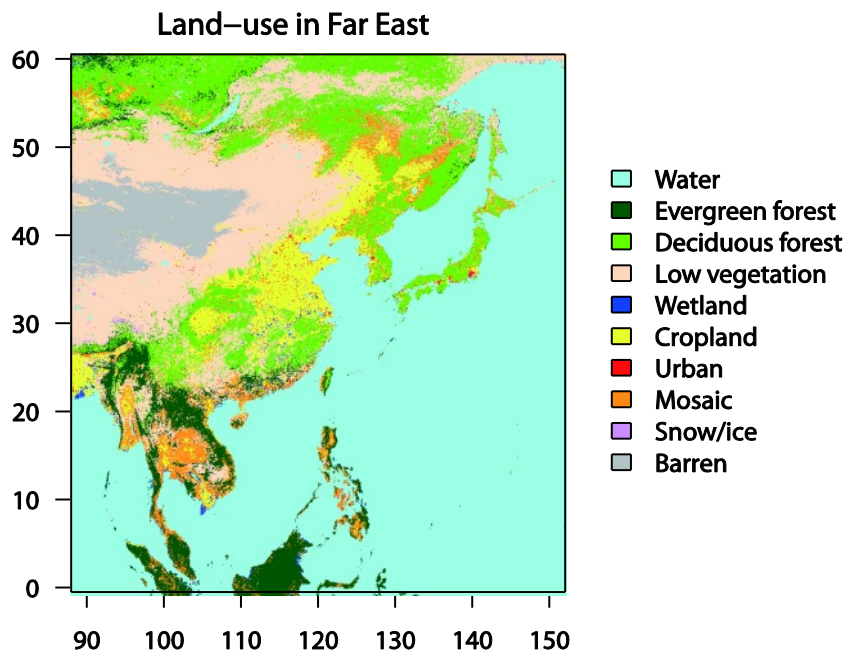 Land−use in Far East
60
50
40
30
20
10
0
90 100 110 120 130 140 150
Water
Evergreen forest
Deciduous forest
Low vegetation
Wetland
Cropland
Urban
Mosaic
Snow/ice
Barren